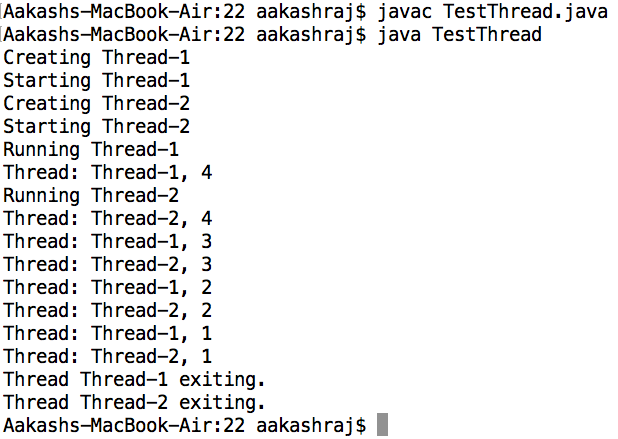 [Aakashs-MacBook-Air:22 aakashraj$ javac TestThread.java
[Aakashs-MacBook-Air:22 aakashraj$ java TestThread
Creating Thread-1
Starting Thread-1
Creating Thread-2
Starting Thread-2
Running Thread-1
Thread: Thread-1, 4
Running Thread-2
Thread: Thread-2, 4
Thread: Thread-1, 3
Thread: Thread-2, 3
Thread: Thread-1, 2
Thread: Thread-2, 2
Thread: Thread-1, 1
Thread: Thread-2, 1
Thread Thread-1 exiting.
Thread Thread-2 exiting.
Aakashs-MacBook-Air:22 aakashraj$